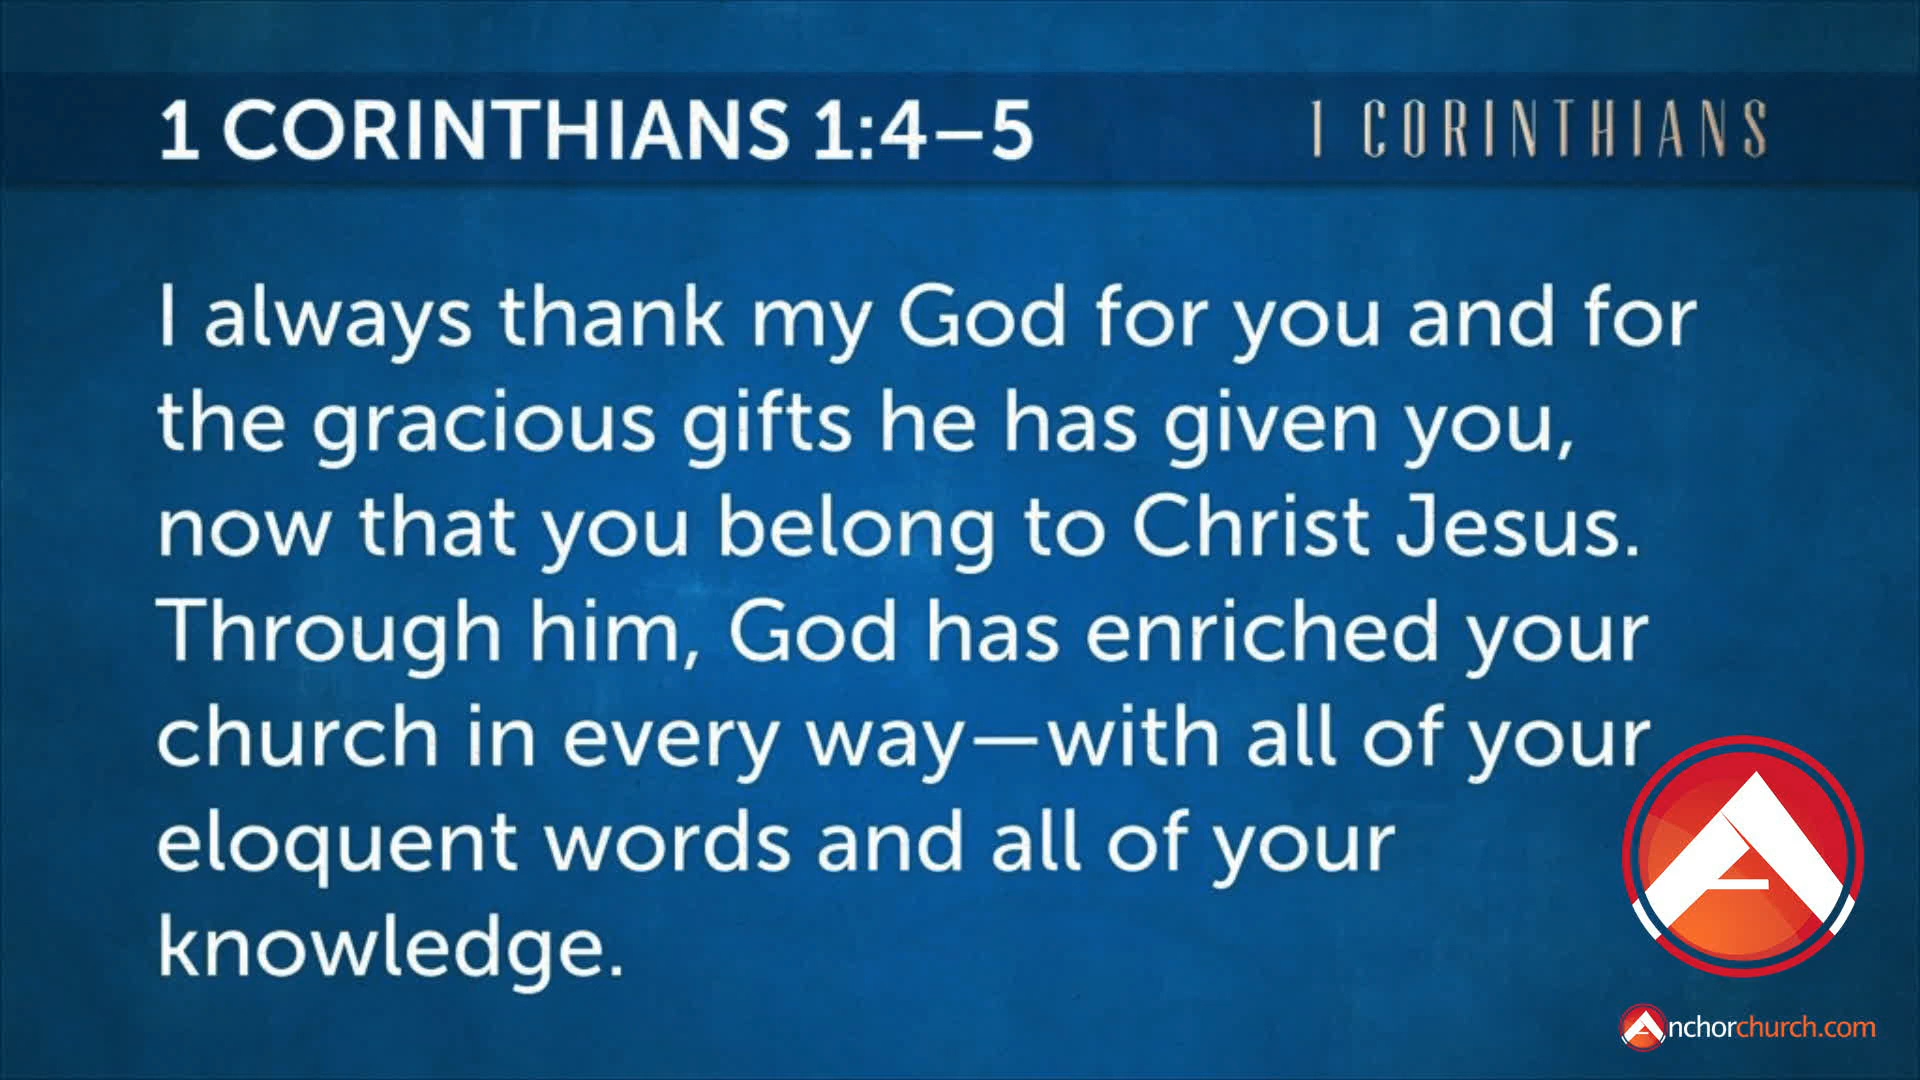 1 CORINTHIANS 1:4–5
1 CORINTHIANS
I always thank my God for you and for
the gracious gifts he has given you,
now that you belong to Christ Jesus.
Through him, God has enriched your
church in every way—with all of your
eloquent words and all of your
knowledge.
A
Anchorchurch.com